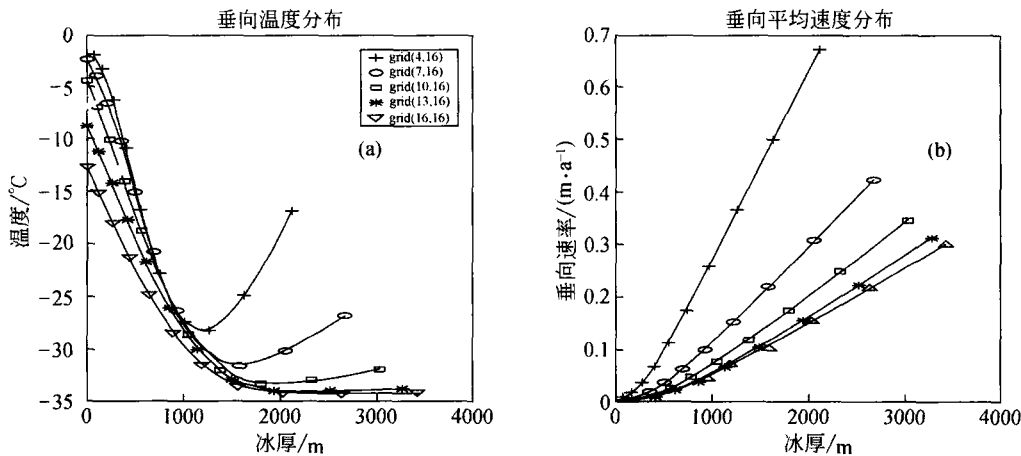 垂向温度分布
0
-5
-10
-15
-20
-25
-30
-35
温度/℃
0
1000
2000
3000
4000
冰厚/m
grid(4,16)
grid(7,16)
grid(10,16)
grid(13,16)
grid(16,16)
(a)
垂向平均速度分布
0.7
0.6
0.5
0.4
0.3
0.2
0.1
0
垂向速率/(m·a⁻¹)
0
1000
2000
3000
4000
冰厚/m
(b)